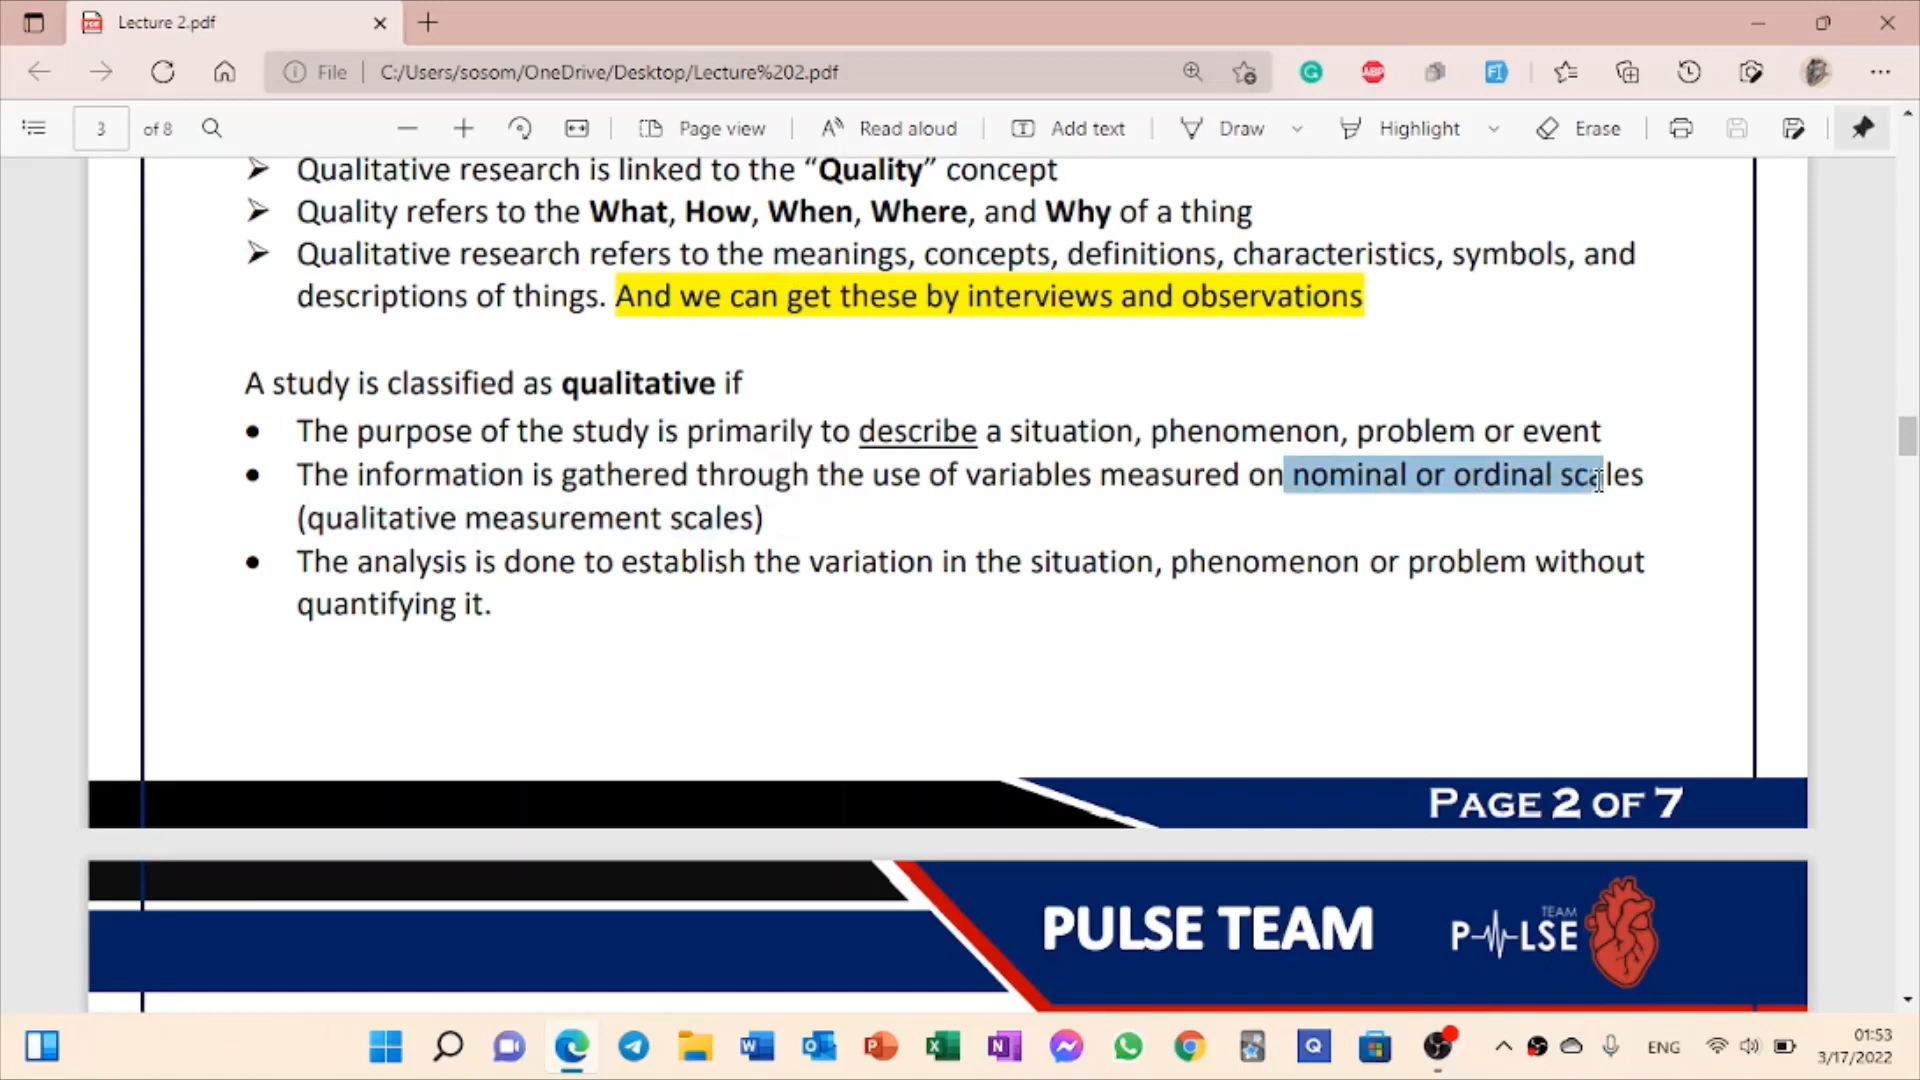 Lecture 2.pdf
File
C:/Users/sosom/OneDrive/Desktop/Lecture%202.pdf
3 of 8
Page view
Read aloud
Add text
Draw
Highlight
Erase
Qualitative research is linked to the “Quality” concept
Quality refers to the What, How, When, Where, and Why of a thing
Qualitative research refers to the meanings, concepts, definitions, characteristics, symbols, and
descriptions of things. And we can get these by interviews and observations
A study is classified as qualitative if
The purpose of the study is primarily to describe a situation, phenomenon, problem or event
The information is gathered through the use of variables measured on nominal or ordinal scales
(qualitative measurement scales)
The analysis is done to establish the variation in the situation, phenomenon or problem without
quantifying it.
PAGE 2 OF 7
PULSE TEAM
TEAM
P LSE
ENG
01:53
3/17/2022